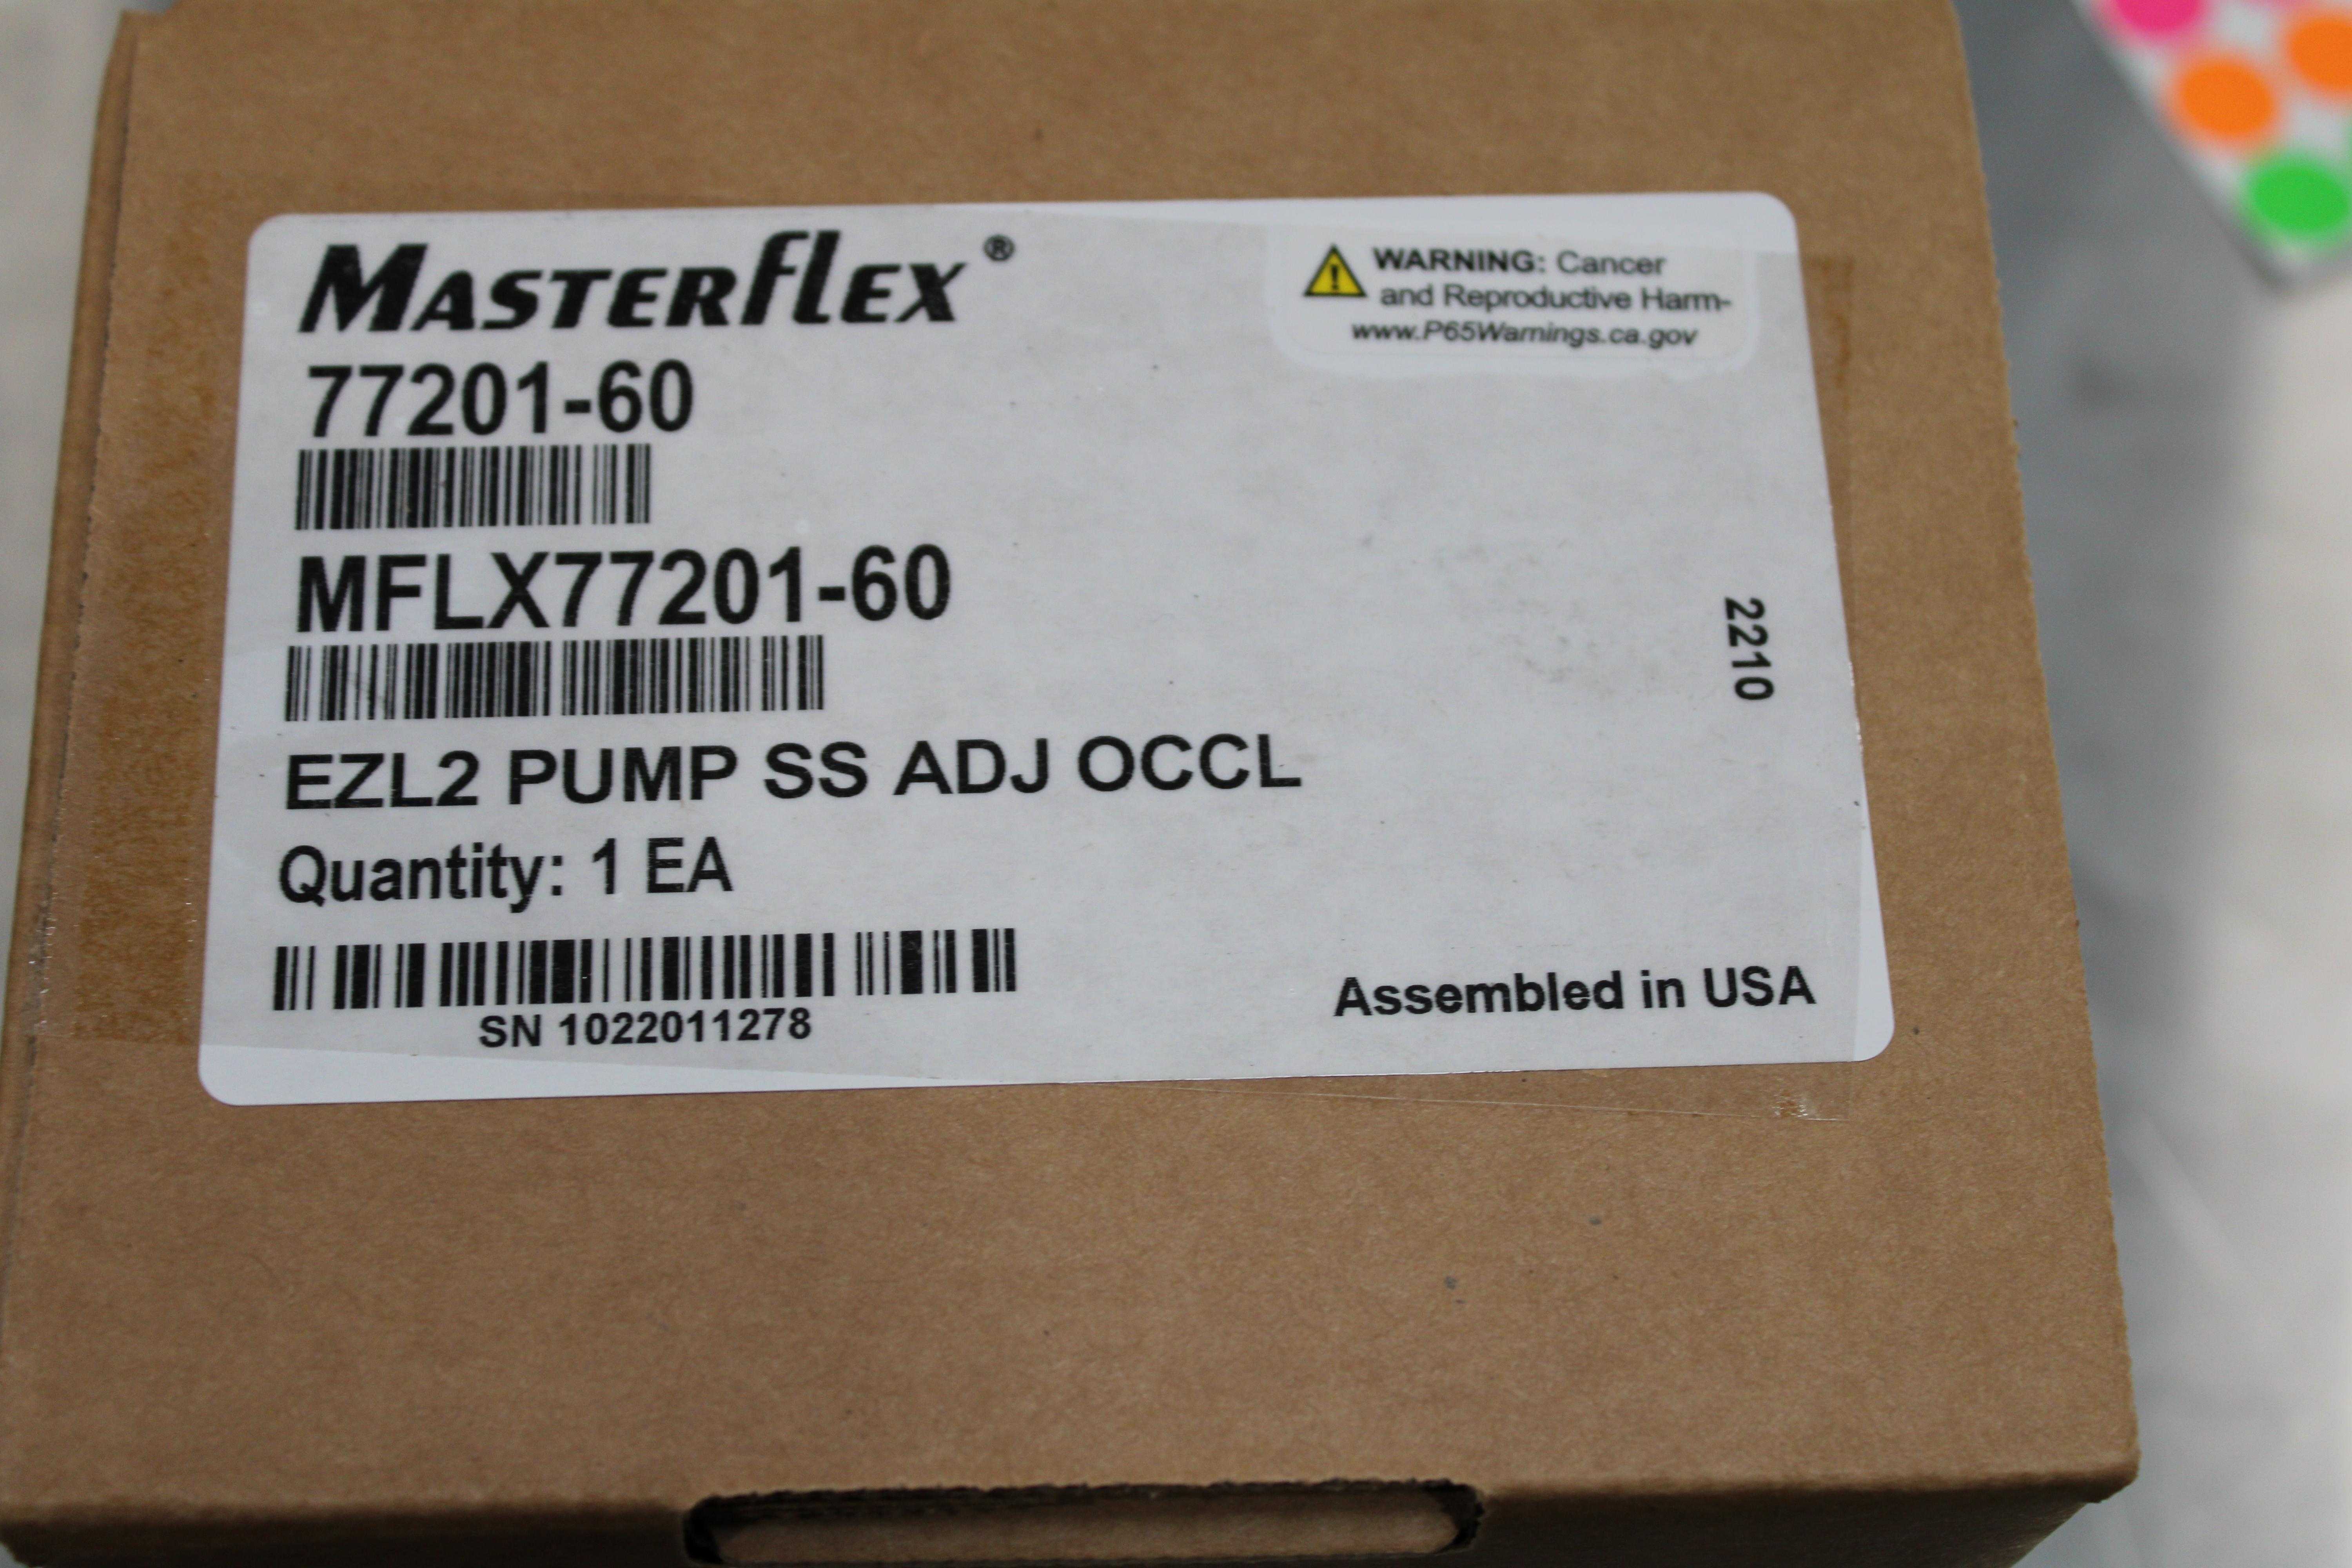 MASTERFLEX®
WARNING: Cancer
and Reproductive Harm-
www.P65Warnings.ca.gov
77201-60
MFLX77201-60
2210
EZL2 PUMP SS ADJ OCCL
Quantity: 1 EA
SN 1022011278
Assembled in USA